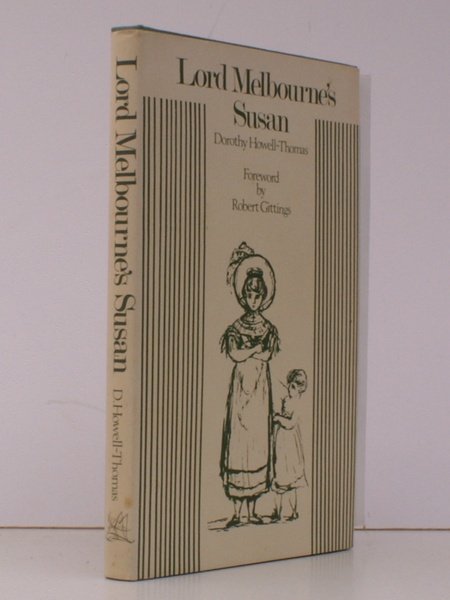 Lord Melbourne's
Susan
Dorothy Howell-Thomas
Foreword
by
Robert Gittings
Lord Melbourne's Susan
D. Howell-Thomas